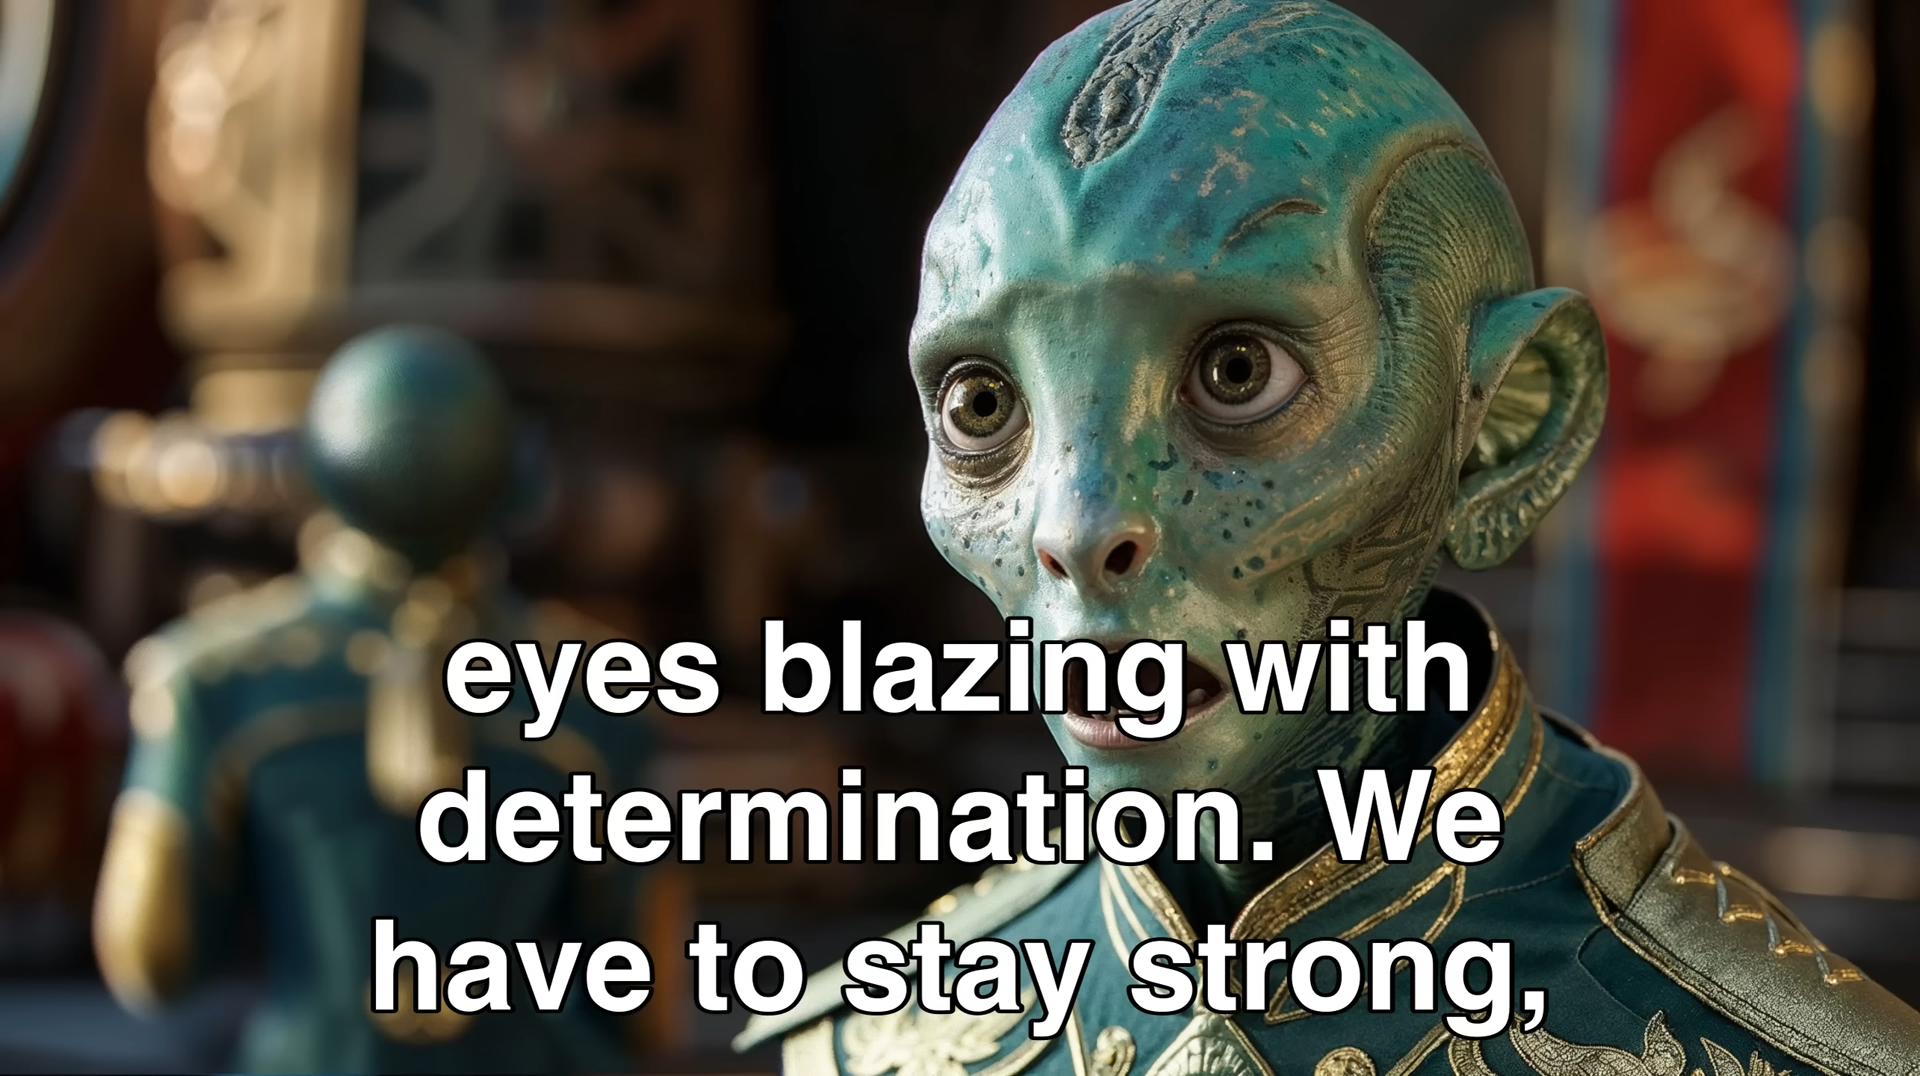 eyes blazing with
determination. We
have to stay strong,